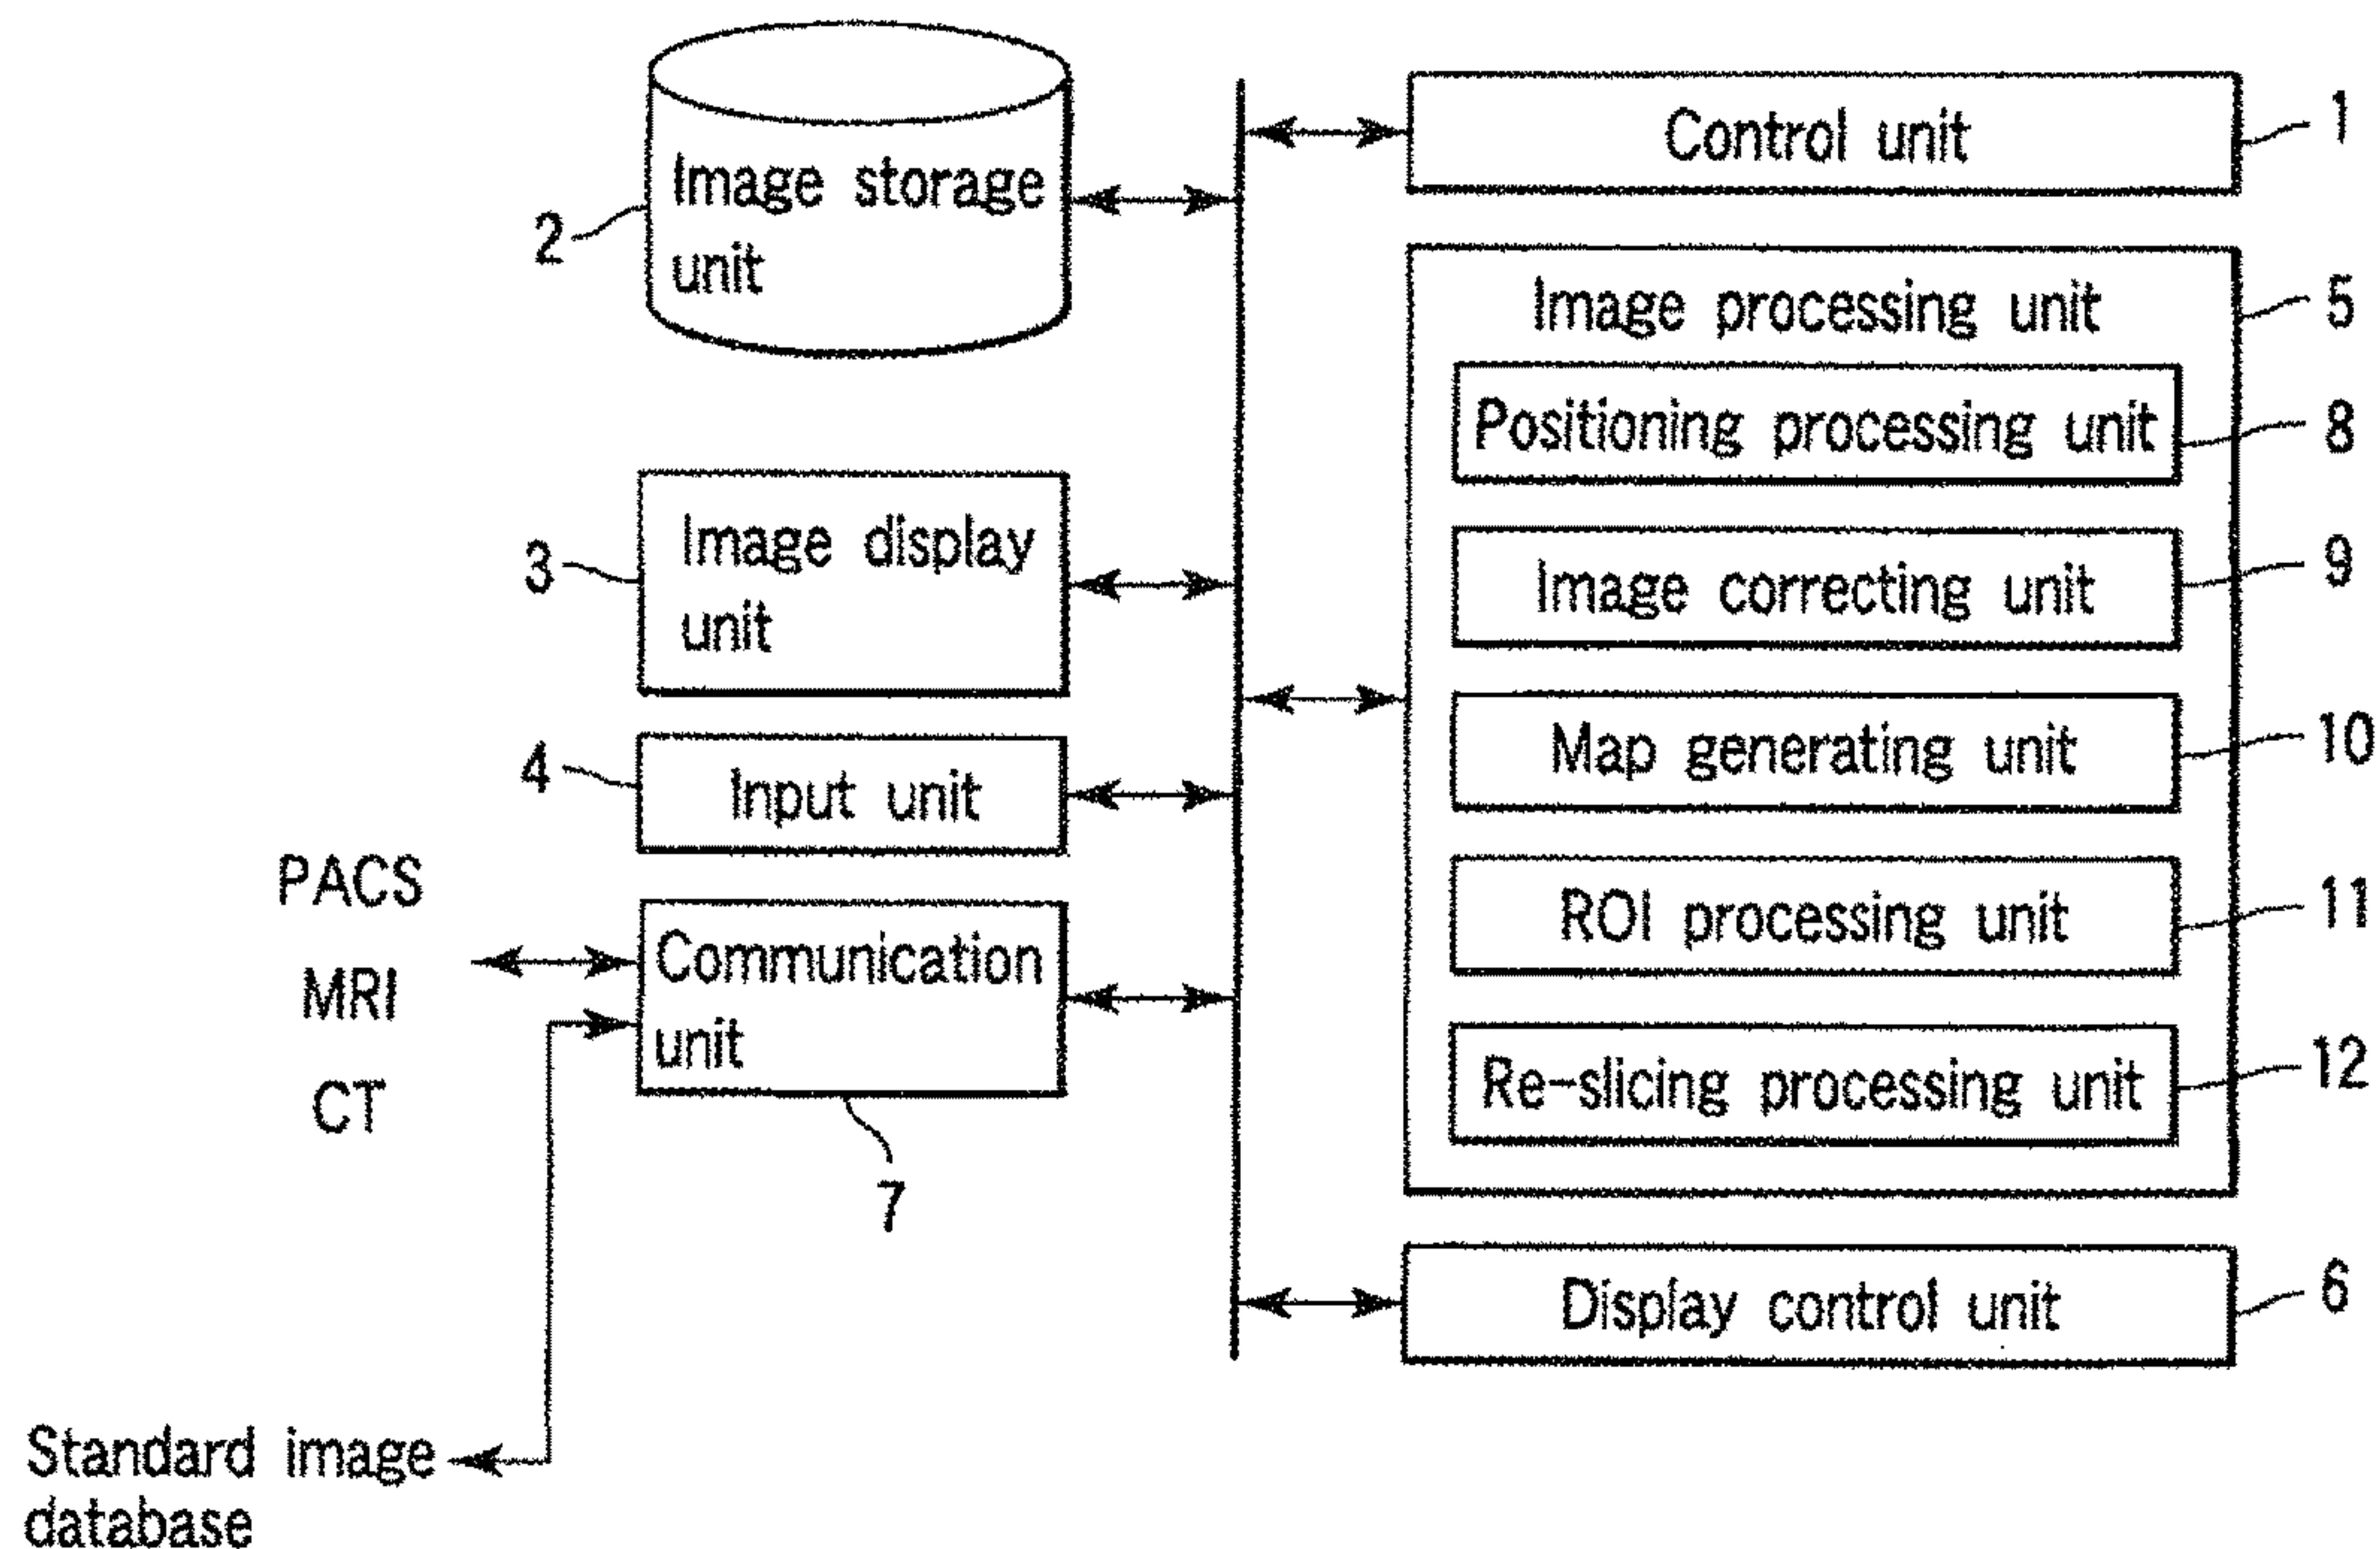 Image storage
unit
2
Image display
unit
3
Input unit
4
PACS
MRI
CT
Communication
unit
7
Standard image
database
Control unit
1
Image processing unit
5
Positioning processing unit
8
Image correcting unit
9
Map generating unit
10
ROI processing unit
11
Re-slicing processing unit
12
Display control unit
6